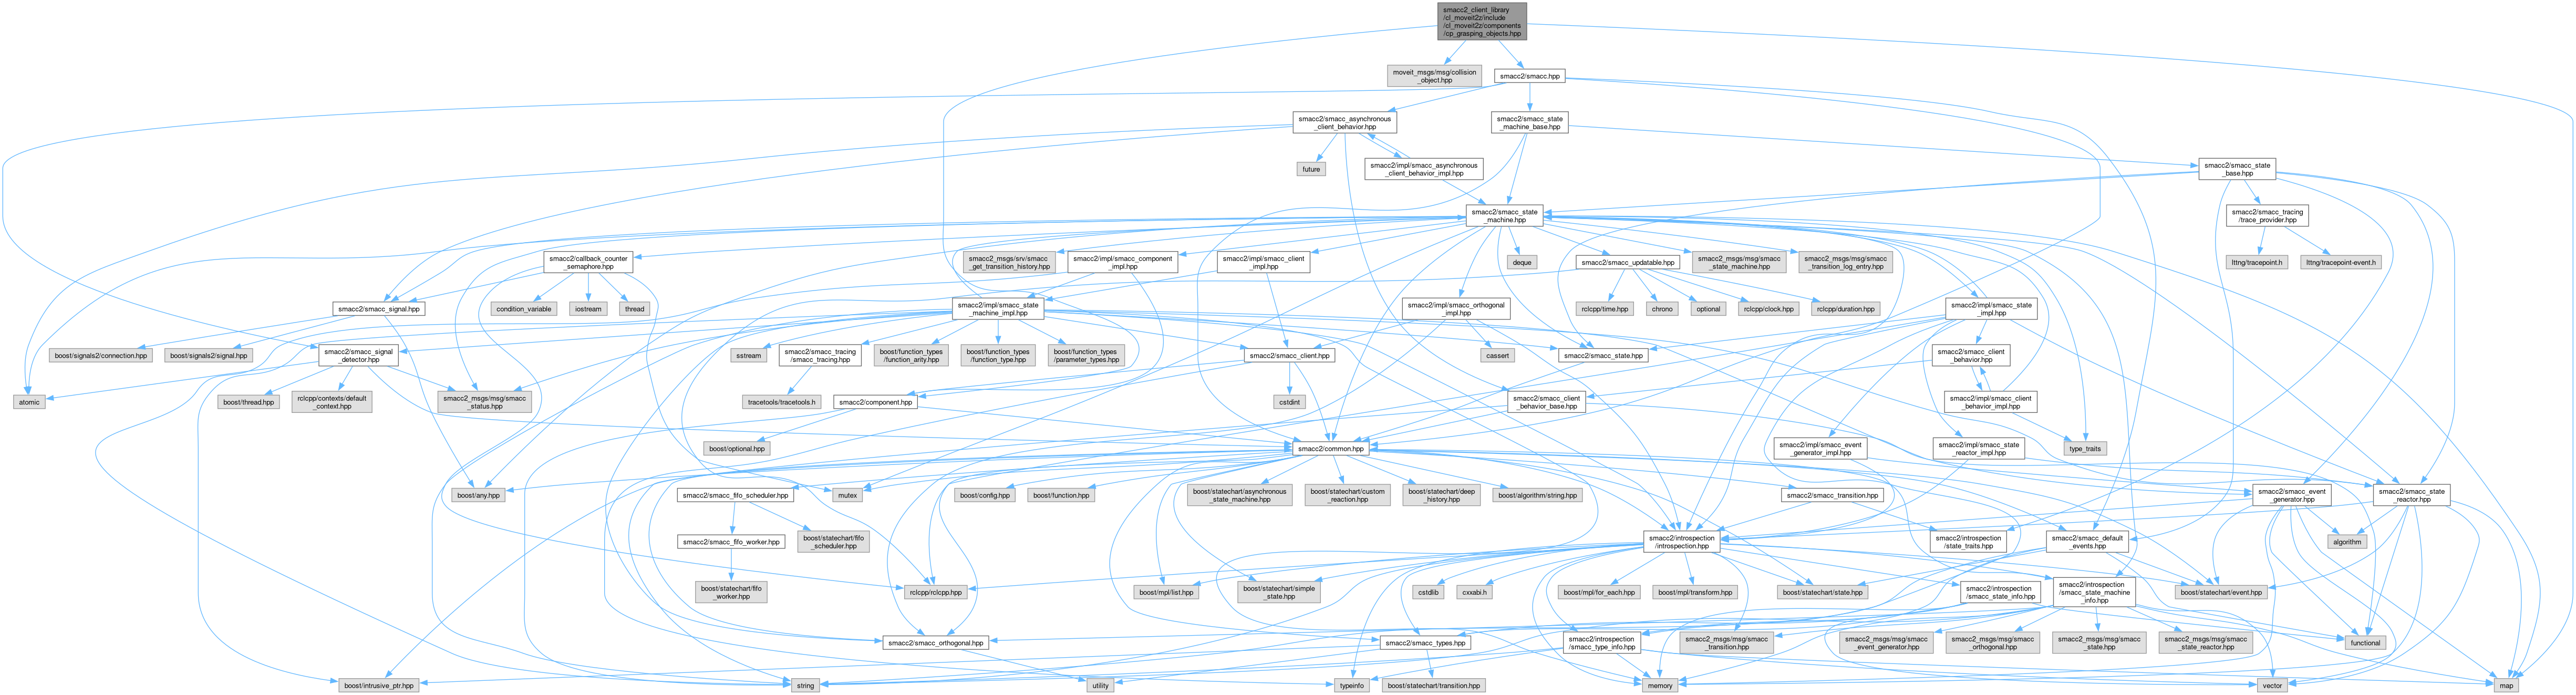 smacc2_client_library
/cl_moveit2z/include
/cl_moveit2z/components
/cp_grasping_objects.hpp
moveit_msgs/msg/collision
_object.hpp
smacc2/smacc.hpp
smacc2/smacc_asynchronous
_client_behavior.hpp
smacc2/smacc_state
_machine_base.hpp
future
smacc2/impl/smacc_asynchronous
_client_behavior_impl.hpp
smacc2/smacc_state
_base.hpp
smacc2/smacc_state
_machine.hpp
smacc2/smacc_tracing
/trace_provider.hpp
smacc2/callback_counter
_semaphore.hpp
smacc2_msgs/srv/smacc
_get_transition_history.hpp
smacc2/impl/smacc_component
_impl.hpp
smacc2/impl/smacc_client
_impl.hpp
deque
smacc2/smacc_updatable.hpp
smacc2_msgs/msg/smacc
_state_machine.hpp
smacc2_msgs/msg/smacc
_transition_log_entry.hpp
lttng/tracepoint.h
lttng/tracepoint-event.h
smacc2/smacc_signal.hpp
condition_variable
iostream
thread
smacc2/impl/smacc_state
_machine_impl.hpp
smacc2/impl/smacc_orthogonal
_impl.hpp
rclcpp/time.hpp
chrono
optional
rclcpp/clock.hpp
rclcpp/duration.hpp
smacc2/impl/smacc_state
_impl.hpp
boost/signals2/connection.hpp
boost/signals2/signal.hpp
smacc2/smacc_signal
_detector.hpp
sstream
smacc2/smacc_tracing
/smacc_tracing.hpp
boost/function_types
/function_arity.hpp
boost/function_types
/function_type.hpp
boost/function_types
/parameter_types.hpp
smacc2/smacc_client.hpp
cassert
smacc2/smacc_state.hpp
smacc2/smacc_client
_behavior.hpp
atomic
boost/thread.hpp
rclcpp/contexts/default
_context.hpp
smacc2_msgs/msg/smacc
_status.hpp
tracetools/tracetools.h
smacc2/component.hpp
cstdint
smacc2/smacc_client
_behavior_base.hpp
smacc2/impl/smacc_client
_behavior_impl.hpp
boost/optional.hpp
smacc2/common.hpp
smacc2/impl/smacc_event
_generator_impl.hpp
smacc2/impl/smacc_state
_reactor_impl.hpp
type_traits
boost/any.hpp
smacc2/smacc_fifo_scheduler.hpp
mutex
boost/config.hpp
boost/function.hpp
boost/statechart/asynchronous
_state_machine.hpp
boost/statechart/custom
_reaction.hpp
boost/statechart/deep
_history.hpp
boost/algorithm/string.hpp
smacc2/smacc_transition.hpp
smacc2/smacc_event
_generator.hpp
smacc2/smacc_state
_reactor.hpp
smacc2/smacc_fifo_worker.hpp
boost/statechart/fifo
_scheduler.hpp
smacc2/introspection
/introspection.hpp
smacc2/introspection
/state_traits.hpp
smacc2/smacc_default
_events.hpp
algorithm
boost/statechart/fifo
_worker.hpp
rclcpp/rclcpp.hpp
boost/mpl/list.hpp
boost/statechart/simple
_state.hpp
cstdlib
cxxabi.h
boost/mpl/for_each.hpp
boost/mpl/transform.hpp
boost/statechart/state.hpp
smacc2/introspection
/smacc_state_info.hpp
smacc2/introspection
/smacc_state_machine
_info.hpp
boost/statechart/event.hpp
smacc2/smacc_orthogonal.hpp
smacc2/smacc_types.hpp
smacc2/introspection
/smacc_type_info.hpp
smacc2_msgs/msg/smacc
_transition.hpp
smacc2_msgs/msg/smacc
_event_generator.hpp
smacc2_msgs/msg/smacc
_orthogonal.hpp
smacc2_msgs/msg/smacc
_state.hpp
smacc2_msgs/msg/smacc
_state_reactor.hpp
functional
boost/intrusive_ptr.hpp
string
utility
typeinfo
boost/statechart/transition.hpp
memory
vector
map